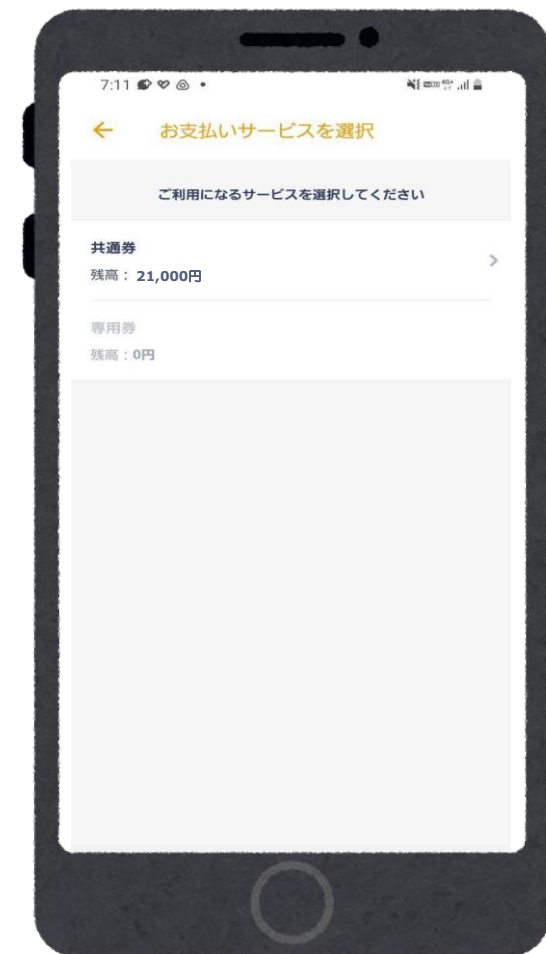 7:11
お支払いサービスを選択
ご利用になるサービスを選択してください
共通券
残高： 21,000円
専用券
残高：0円